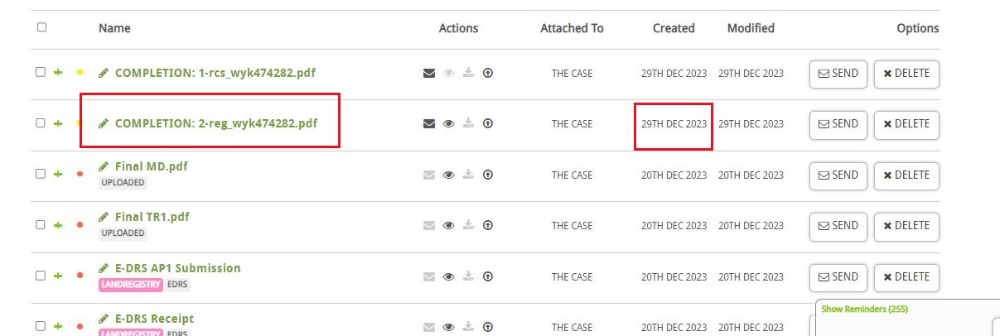 Name Actions Attached To Created Modified Options
COMPLETION: 1-rcs_wyk474282.pdf THE CASE 29TH DEC 2023 29TH DEC 2023 SEND DELETE
COMPLETION: 2-reg_wyk474282.pdf THE CASE 29TH DEC 2023 29TH DEC 2023 SEND DELETE
Final MD.pdf
UPLOADED
THE CASE 20TH DEC 2023 20TH DEC 2023 SEND DELETE
Final TR1.pdf
UPLOADED
THE CASE 20TH DEC 2023 20TH DEC 2023 SEND DELETE
E-DRS AP1 Submission
LANDREGISTRY EDRS
THE CASE 20TH DEC 2023 20TH DEC 2023 SEND DELETE
E-DRS Receipt
LANDREGISTRY EDRS
THE CASE 20TH DEC 2023 20TH DEC 2023
Show Reminders (255)